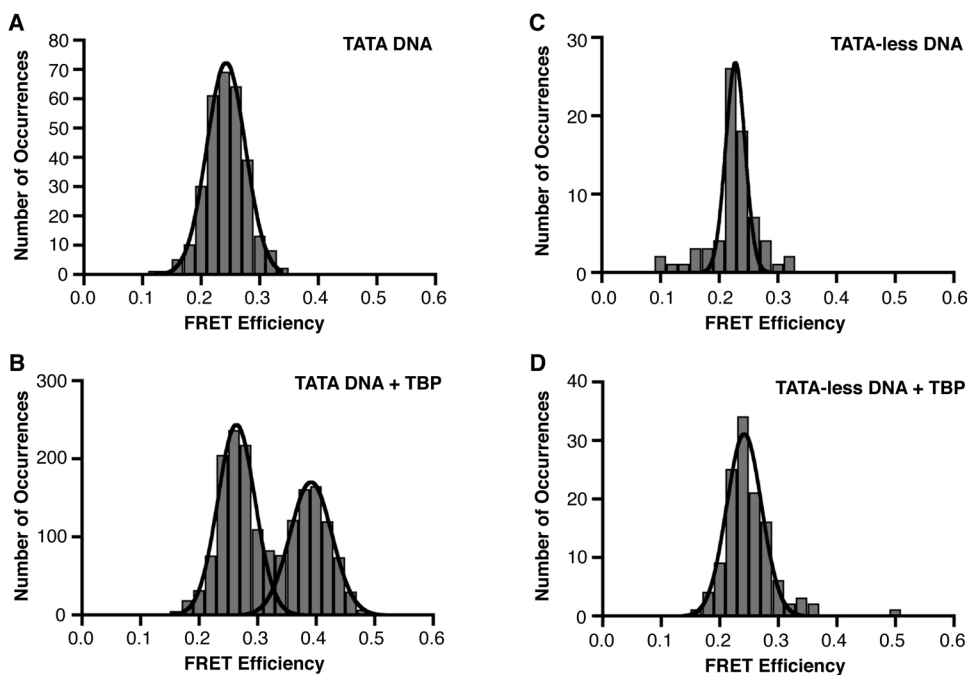 A
TATA DNA
Number of Occurrences
80
70
60
50
40
30
20
10
0
0.0 0.1 0.2 0.3 0.4 0.5 0.6
FRET Efficiency
B
TATA DNA + TBP
Number of Occurrences
300
200
100
0
0.0 0.1 0.2 0.3 0.4 0.5 0.6
FRET Efficiency
C
TATA-less DNA
Number of Occurrences
30
20
10
0
0.0 0.1 0.2 0.3 0.4 0.5 0.6
FRET Efficiency
D
TATA-less DNA + TBP
Number of Occurrences
40
30
20
10
0
0.0 0.1 0.2 0.3 0.4 0.5 0.6
FRET Efficiency